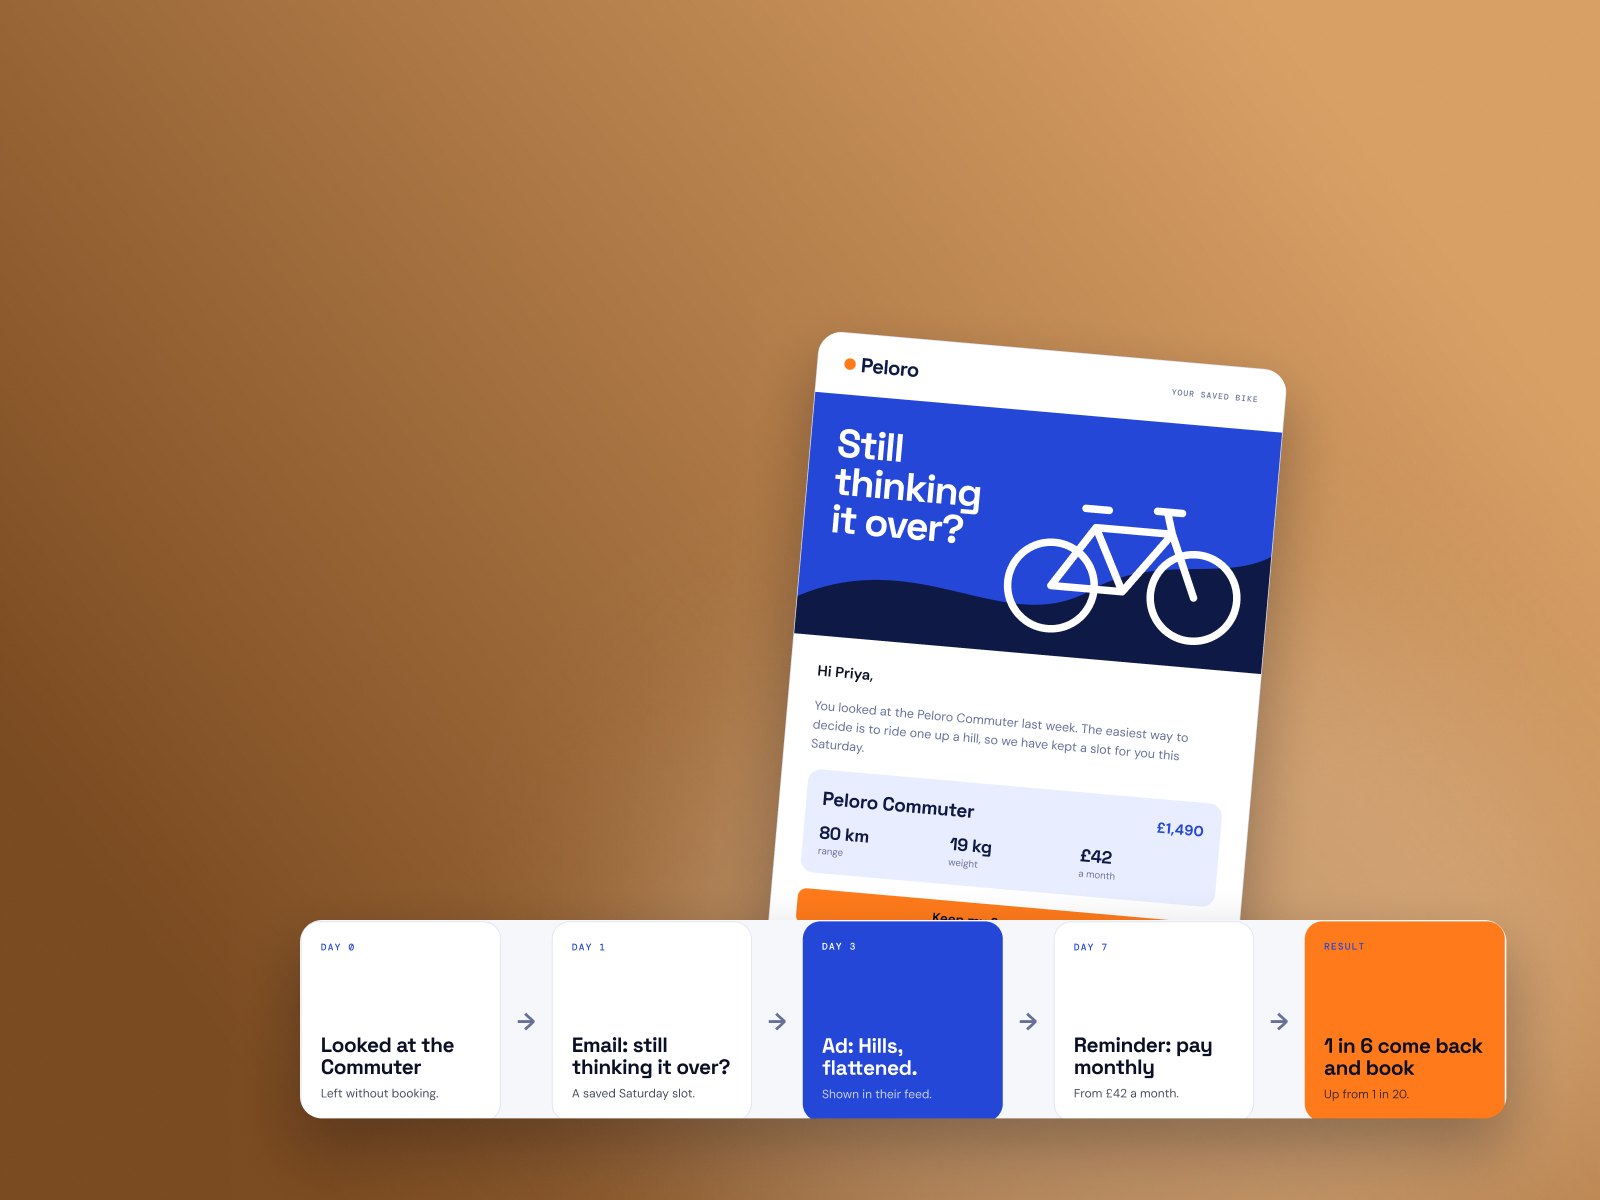 Peloro
YOUR SAVED BIKE
Still
thinking
it over?
Hi Priya,
You looked at the Peloro Commuter last week. The easiest way to
decide is to ride one up a hill, so we have kept a slot for you this
Saturday.
Peloro Commuter
£1,490
80 km
range
19 kg
weight
£42
a month
Keep my
DAY 0
Looked at the
Commuter
Left without booking.
DAY 1
Email: still
thinking it over?
A saved Saturday slot.
DAY 3
Ad: Hills,
flattened.
Shown in their feed.
DAY 7
Reminder: pay
monthly
From £42 a month.
RESULT
1 in 6 come back
and book
Up from 1 in 20.